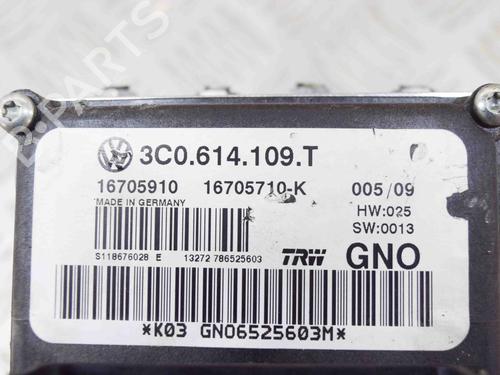 3C0.614.109.T
16705910 16705710-K 005/09
MADE IN GERMANY
HW:025
SW:0013
S118676028 E 13272 786525603 TRW GNO
*K03 GNO6525603M*
B-PARTS